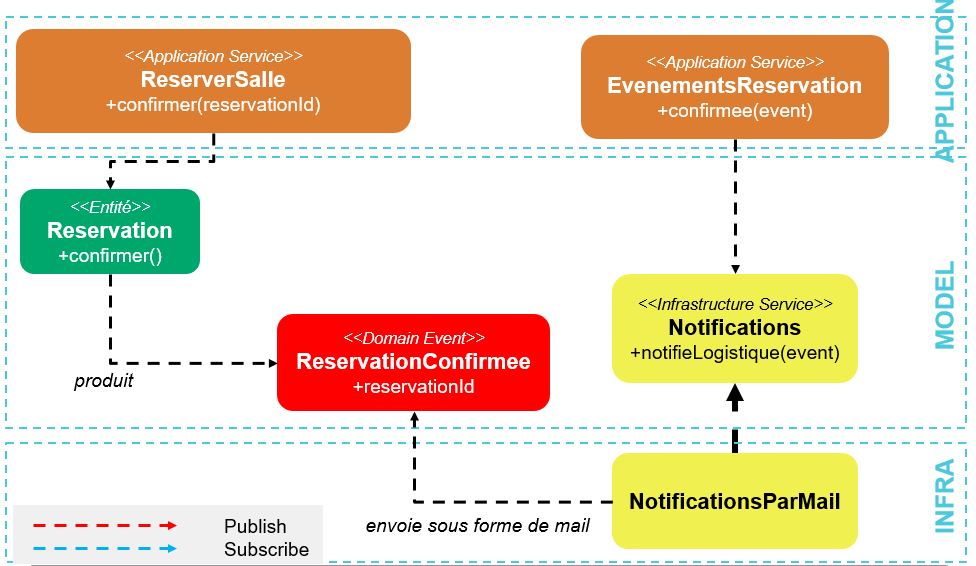 <<Application Service>>
ReserverSalle
+confirmer(reservationId)
<<Application Service>>
EvenementsReservation
+confirmee(event)
APPLICATION
<<Entité>>
Reservation
+confirmer()
<<Infrastructure Service>>
Notifications
+notifieLogistique(event)
MODEL
<<Domain Event>>
ReservationConfirmee
+reservationId
produit
NotificationsParMail
envoie sous forme de mail
INFRA
Publish
Subscribe